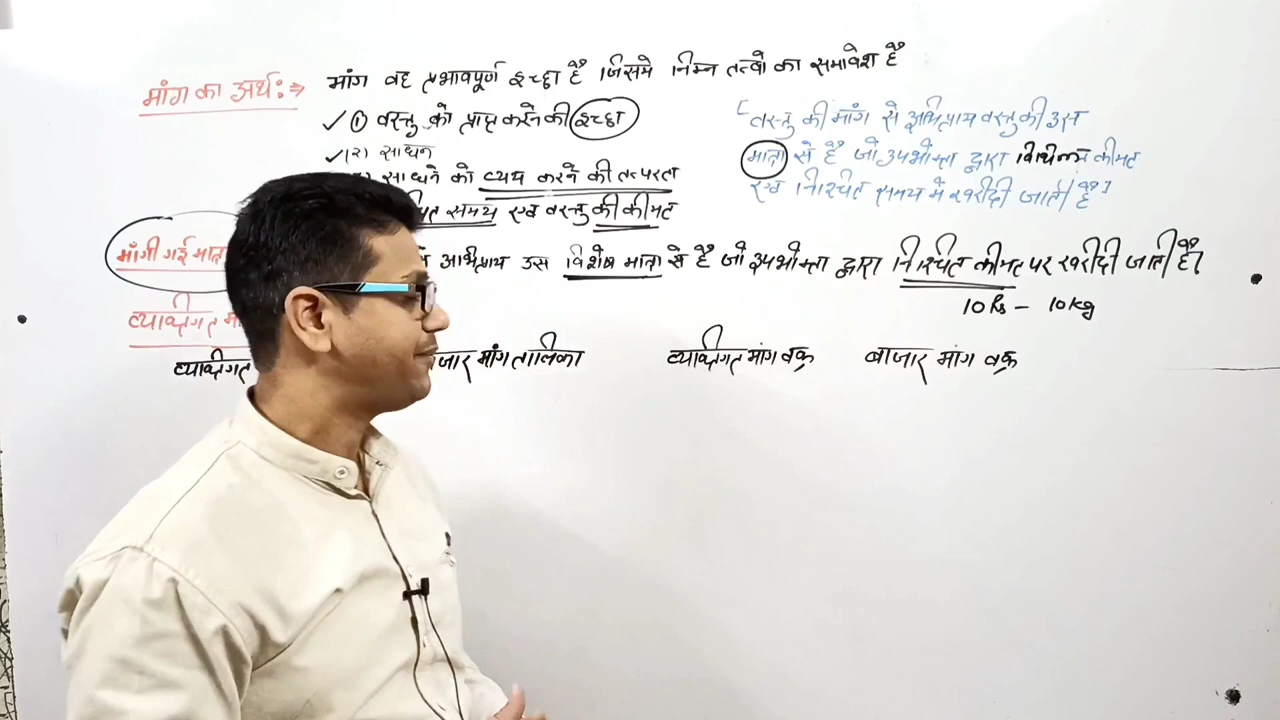 मांग का अर्थ:⇒ मांग वह प्रभावपूर्ण इच्छा है जिसमे निम्न तत्वो का समावेश है
✓① वस्तु को प्राप्त करने की इच्छा
✓(२) साधन
साधने को व्यय करने की तत्परता
समय एवं वस्तु की कीमत
[वस्तु की मांग से अभिप्राय वस्तु की उस
मात्रा से है जो उपभोक्ता द्वारा विभिन्न कीमत
एवं निश्चित समय मे खरीदी जाती है]
माँगी गई अभिप्राय उस विशेष मात्रा से है जो उपभोक्ता द्वारा निश्चित कीमत पर खरीदी जाती है।
10 Rs - 10 kg
व्यक्तिगत
व्यक्तिगत मांग तालिका व्यक्तिगत मांग वक्र बाजार मांग वक्र